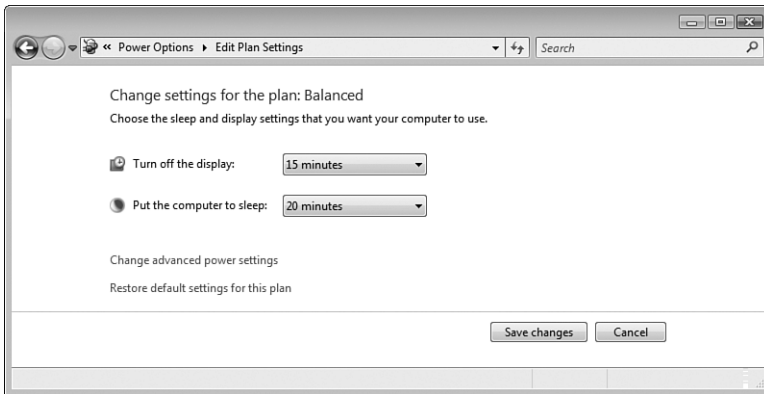 « Power Options ▸ Edit Plan Settings Search
Change settings for the plan: Balanced
Choose the sleep and display settings that you want your computer to use.
Turn off the display: 15 minutes
Put the computer to sleep: 20 minutes
Change advanced power settings
Restore default settings for this plan
Save changes Cancel